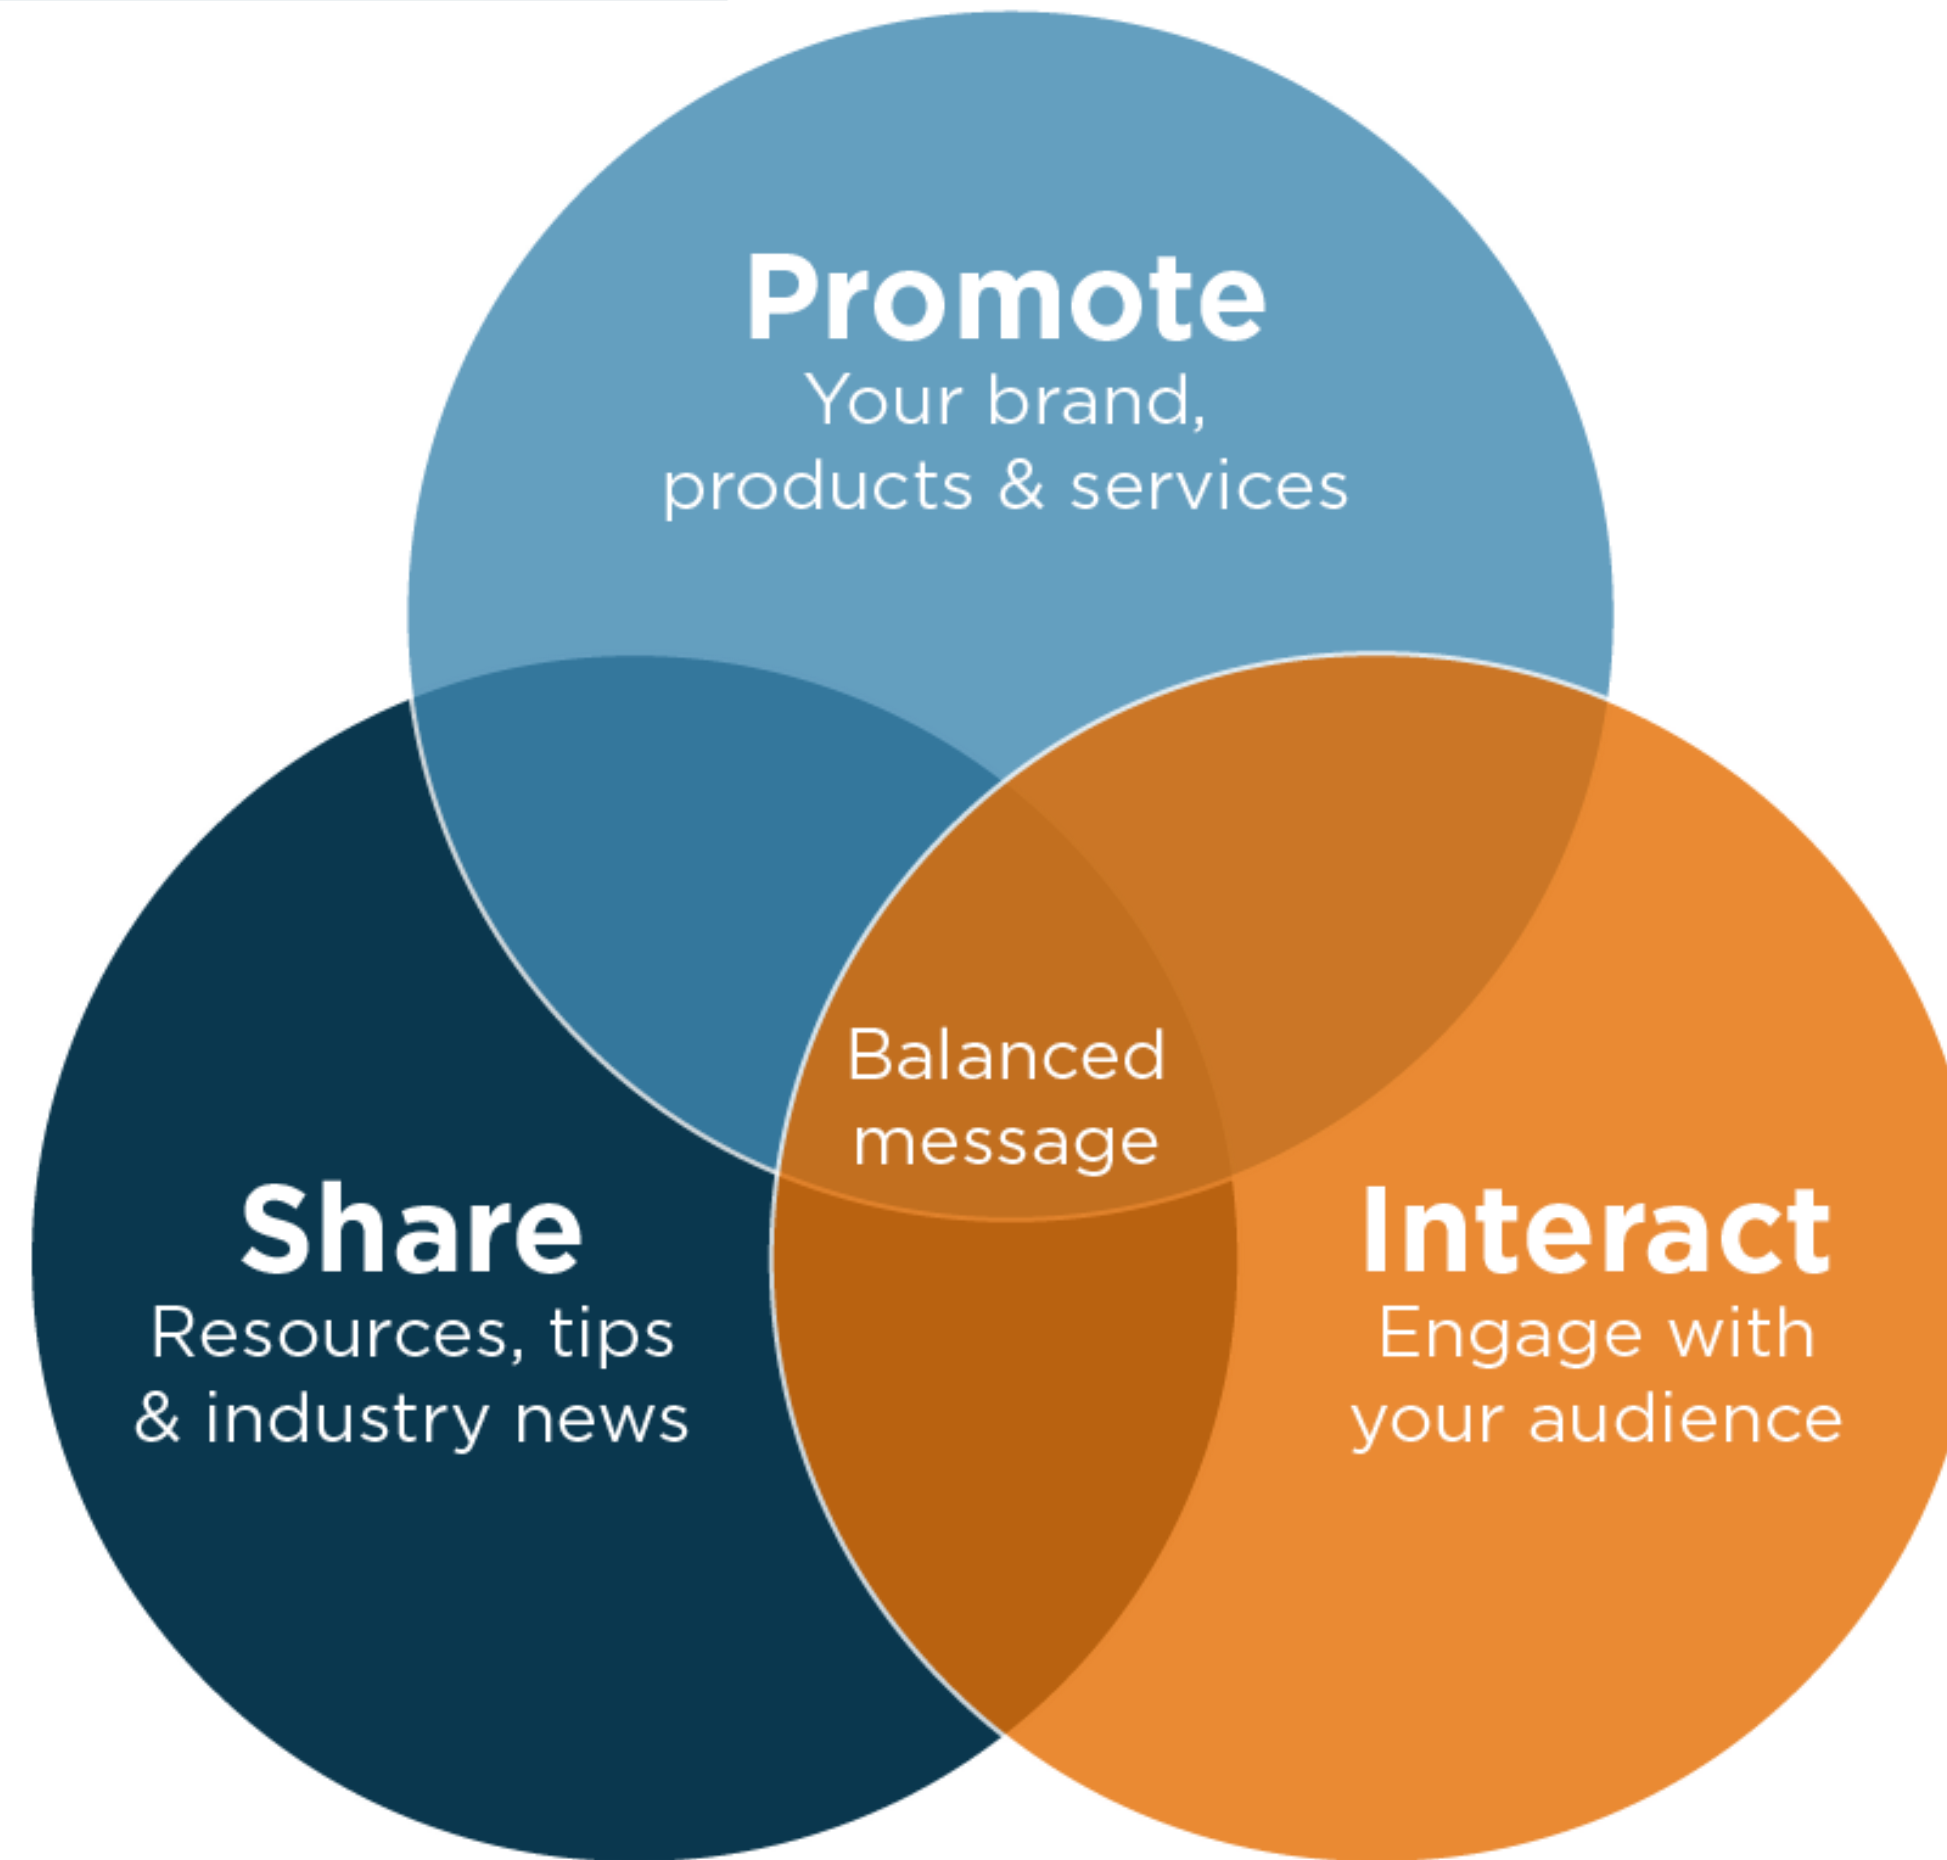 Promote
Your brand,
products & services
Balanced
message
Share
Resources, tips
& industry news
Interact
Engage with
your audience